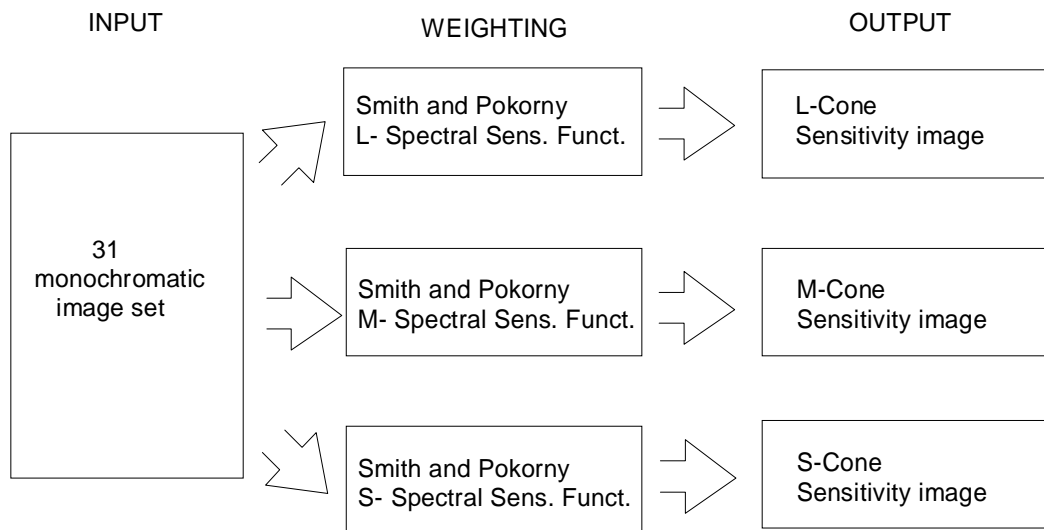 INPUT
WEIGHTING
OUTPUT
31
monochromatic
image set
Smith and Pokorny
L- Spectral Sens. Funct.
L-Cone
Sensitivity image
Smith and Pokorny
M- Spectral Sens. Funct.
M-Cone
Sensitivity image
Smith and Pokorny
S- Spectral Sens. Funct.
S-Cone
Sensitivity image